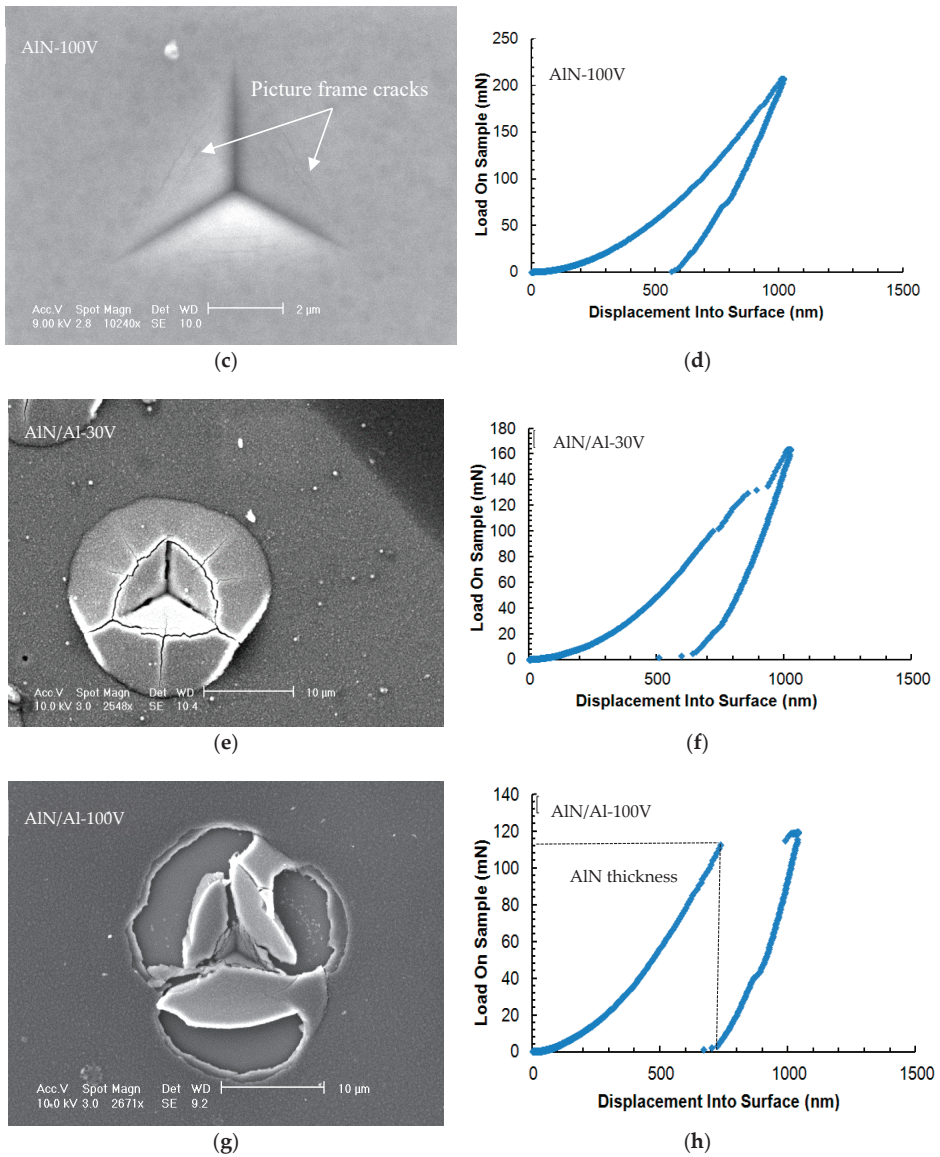 AlN-100V
Picture frame cracks
Acc.V Spot Magn Det WD
9.00 kV 2.8 10240x SE 10.0
2 µm
(c)
AlN-100V
Load On Sample (mN)
250
200
150
100
50
0
0 500 1000 1500
Displacement Into Surface (nm)
(d)
AlN/Al-30V
Acc.V Spot Magn Det WD
10.0 kV 3.0 2548x SE 10.4
10 µm
(e)
AlN/Al-30V
Load On Sample (mN)
180
160
140
120
100
80
60
40
20
0
0 500 1000 1500
Displacement Into Surface (nm)
(f)
AlN/Al-100V
Acc.V Spot Magn Det WD
10.0 kV 3.0 2671x SE 9.2
10 µm
(g)
AlN/Al-100V
AlN thickness
Load On Sample (mN)
140
120
100
80
60
40
20
0
0 500 1000 1500
Displacement Into Surface (nm)
(h)